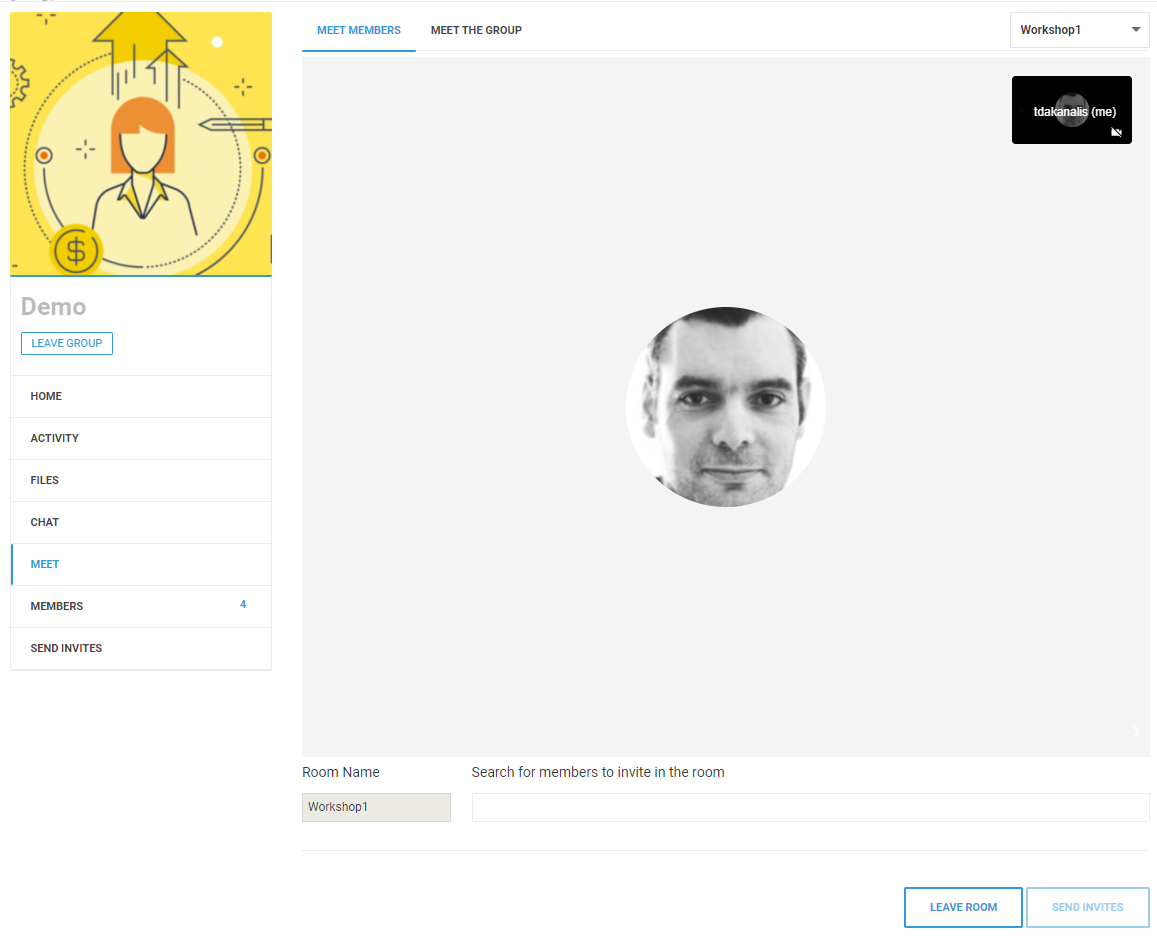 MEET MEMBERS
MEET THE GROUP
Workshop1
tdakanalis (me)
$
Demo
LEAVE GROUP
HOME
ACTIVITY
FILES
CHAT
MEET
MEMBERS 4
SEND INVITES
Room Name
Search for members to invite in the room
Workshop1
LEAVE ROOM
SEND INVITES